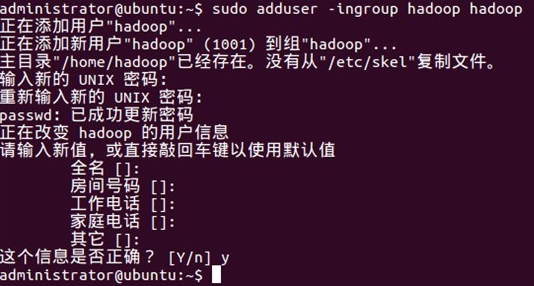 administrator@ubuntu:~$ sudo adduser -ingroup hadoop hadoop
正在添加用户"hadoop"...
正在添加新用户"hadoop" (1001) 到组"hadoop"...
主目录"/home/hadoop"已经存在。没有从"/etc/skel"复制文件。
输入新的 UNIX 密码:
重新输入新的 UNIX 密码:
passwd: 已成功更新密码
正在改变 hadoop 的用户信息
请输入新值，或直接敲回车键以使用默认值
全名 []:
房间号码 []:
工作电话 []:
家庭电话 []:
其它 []:
这个信息是否正确？ [Y/n] y
administrator@ubuntu:~$